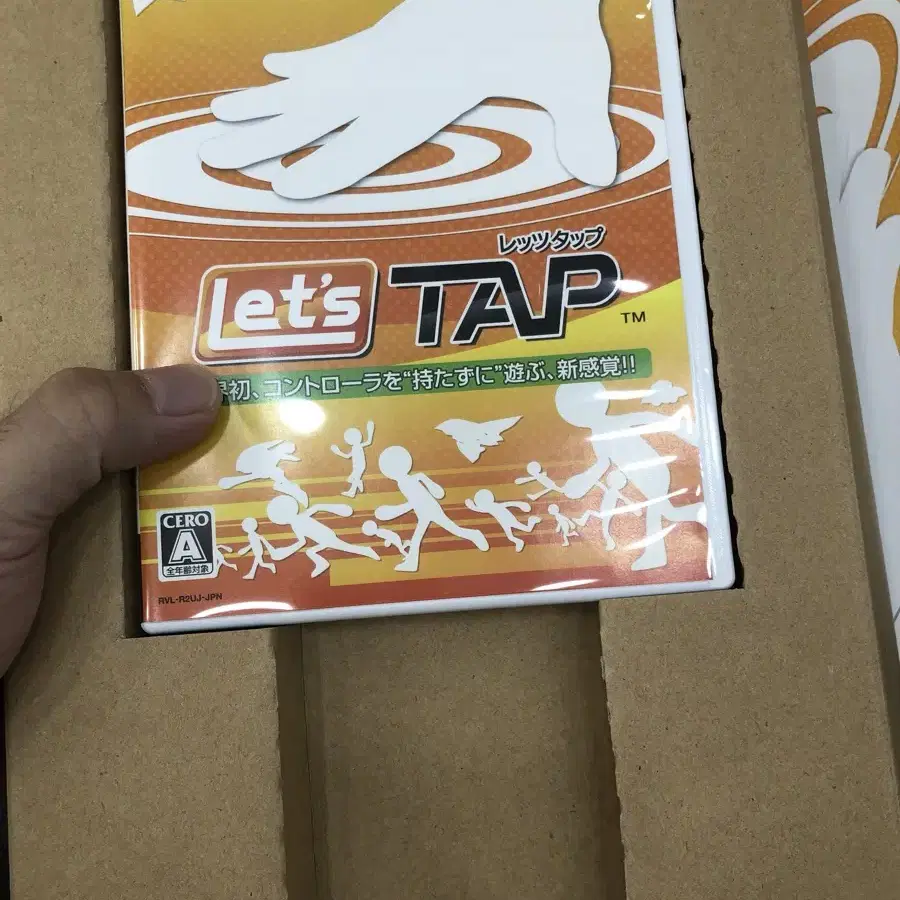 レッツタップ
Let's TAP TM
初、コントローラを"持たずに"遊ぶ、新感覚!!
CERO
A
全年齢対象
RVL-R2UJ-JPN